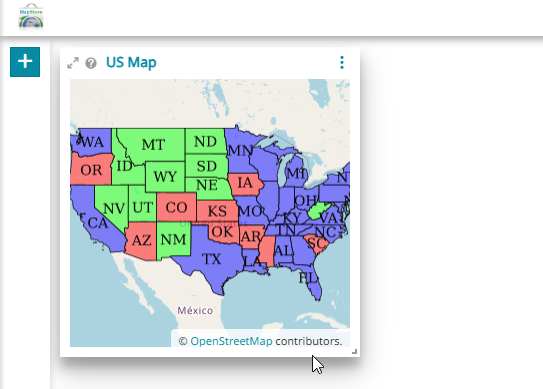 MapStore
+
US Map
WA
MT
ND
MN
OR
ID
SD
WY
NE
IA
MI
NV
UT
CO
KS
MO
OH
CA
KY
VA
AZ
NM
OK
AR
TN
NC
SC
TX
LA
AL
FL
México
© OpenStreetMap contributors.